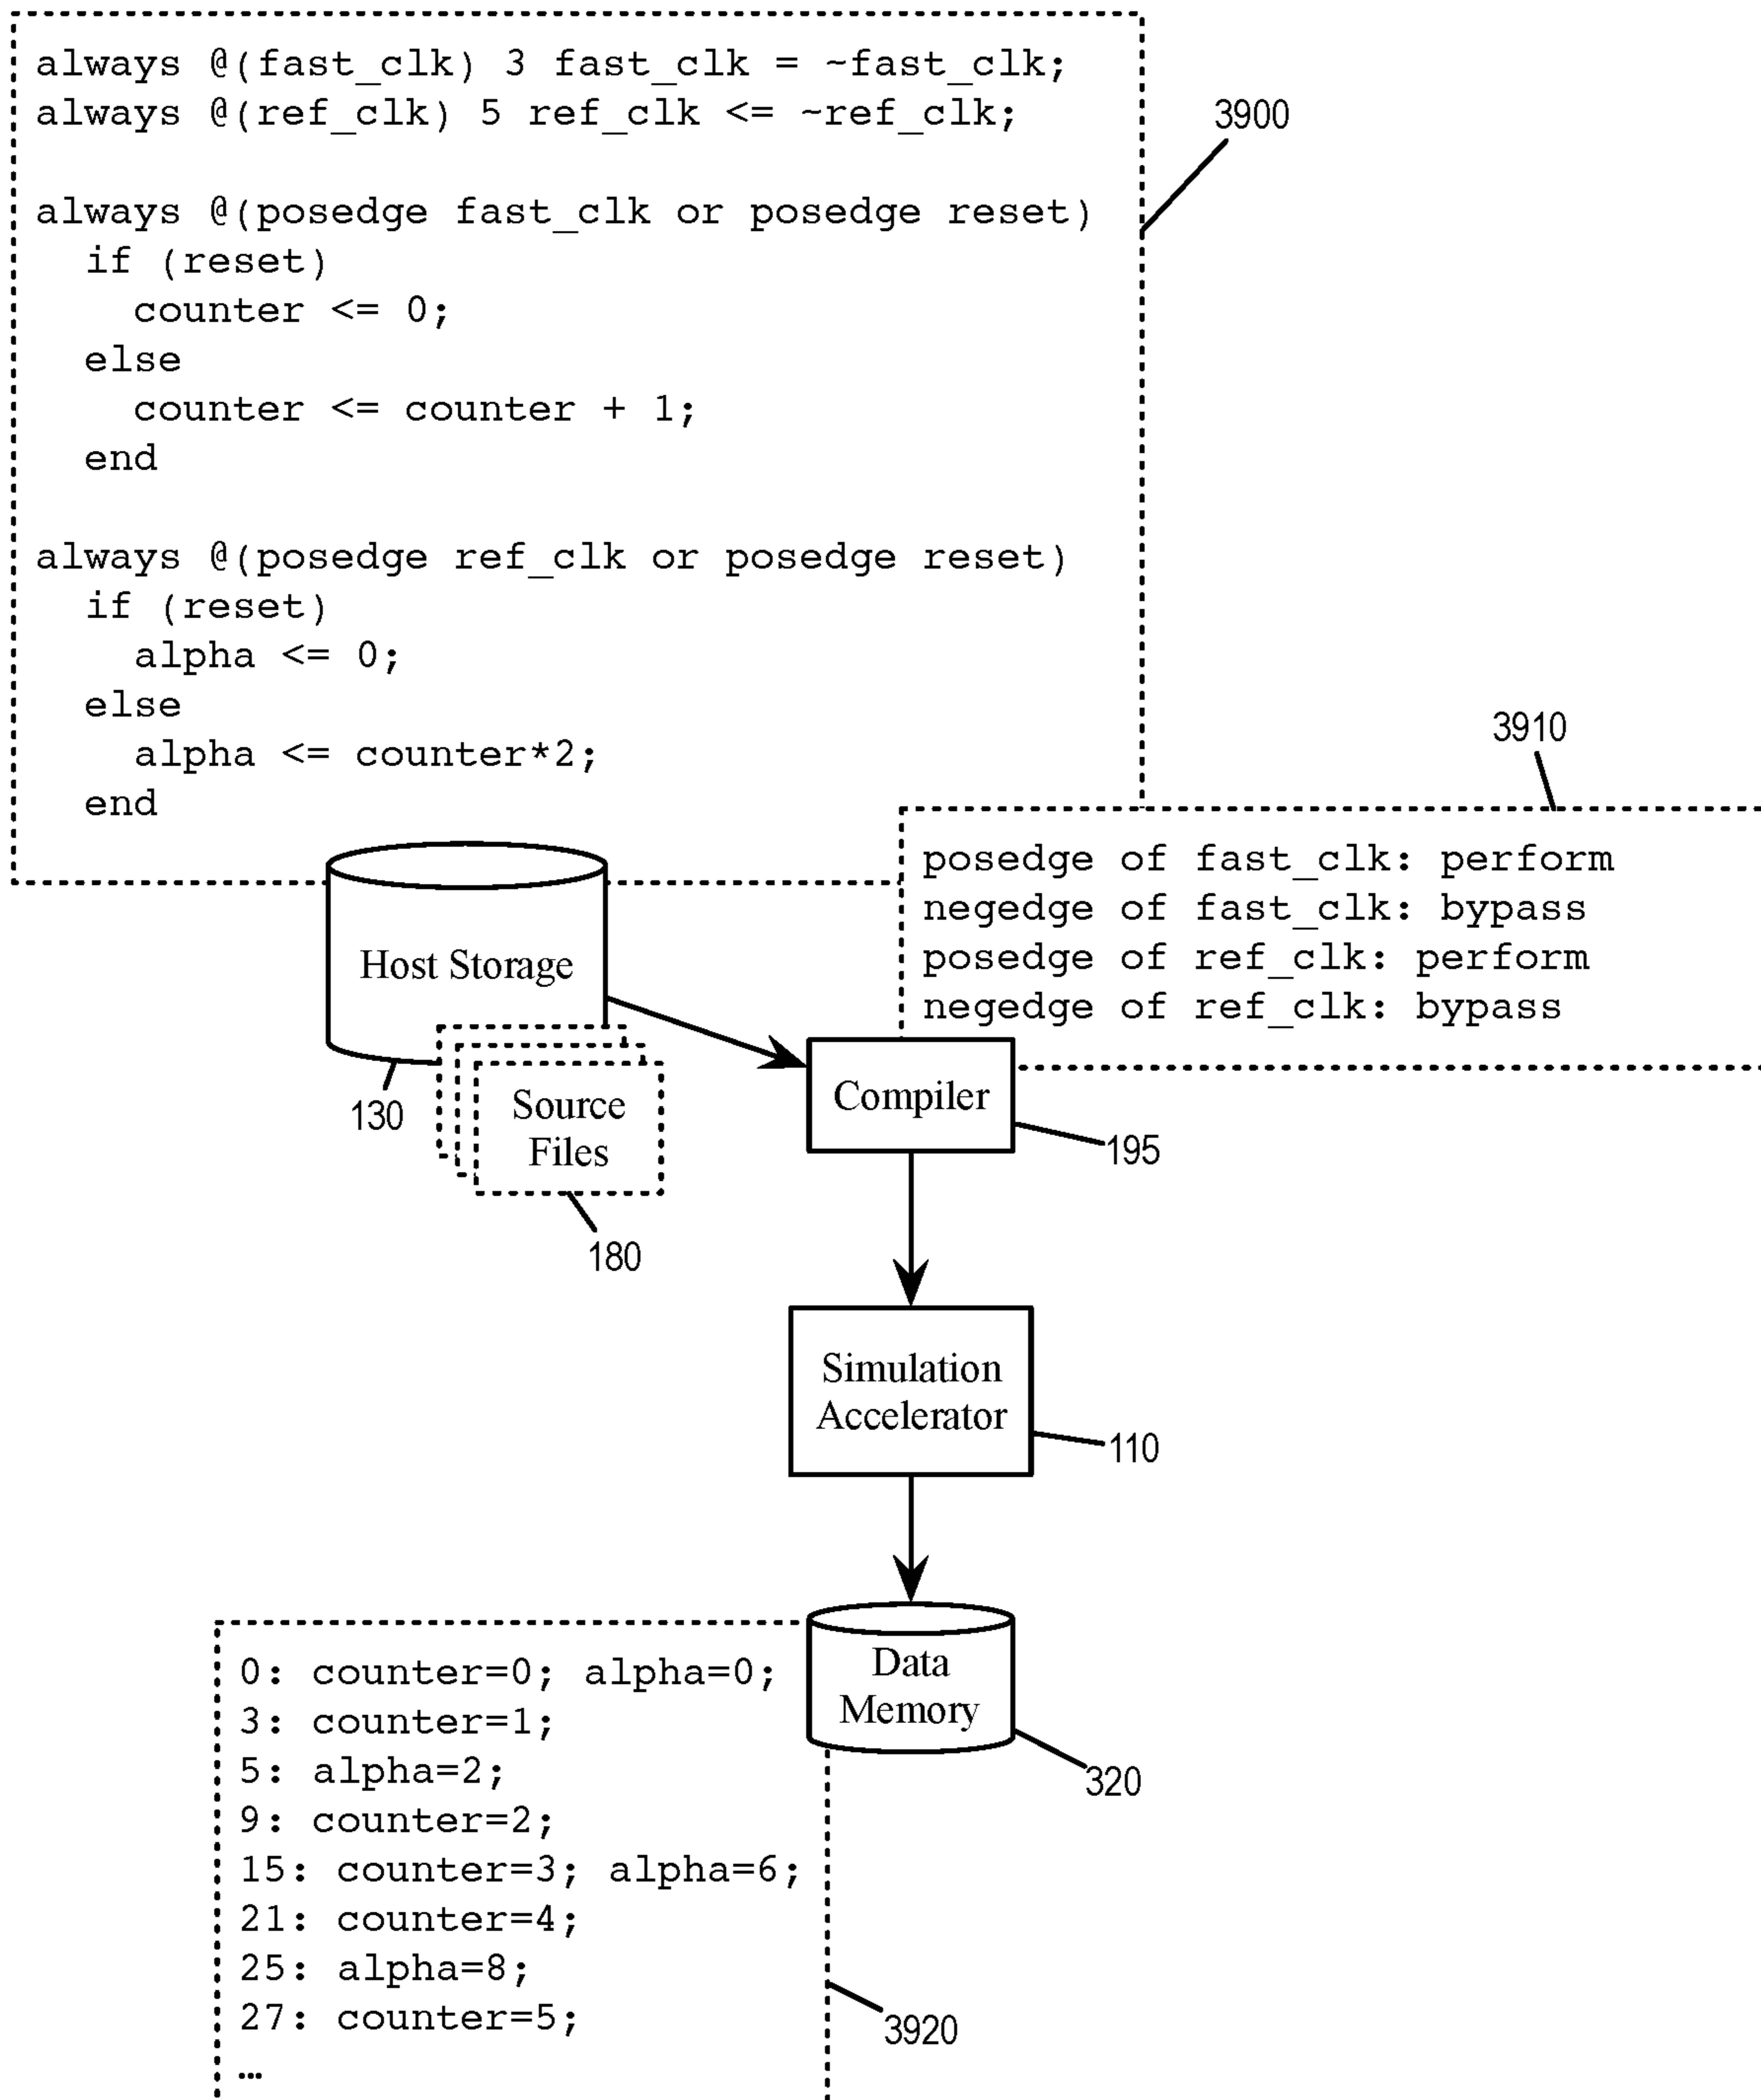 always @(fast_clk) 3 fast_clk = ~fast_clk;
always @(ref_clk) 5 ref_clk <= ~ref_clk;
3900
always @(posedge fast_clk or posedge reset)
if (reset)
counter <= 0;
else
counter <= counter + 1;
end
always @(posedge ref_clk or posedge reset)
if (reset)
alpha <= 0;
else
alpha <= counter*2;
end
3910
posedge of fast_clk: perform
negedge of fast_clk: bypass
posedge of ref_clk: perform
negedge of ref_clk: bypass
Host Storage
130
Source
Files
180
Compiler
195
Simulation
Accelerator
110
Data
Memory
320
0: counter=0; alpha=0;
3: counter=1;
5: alpha=2;
9: counter=2;
15: counter=3; alpha=6;
21: counter=4;
25: alpha=8;
27: counter=5;
…
3920